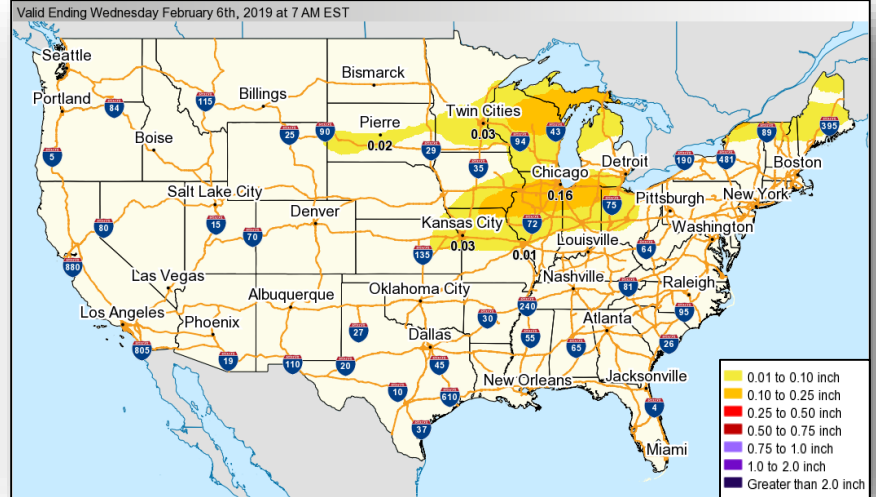 Valid Ending Wednesday February 6th, 2019 at 7 AM EST
Seattle
Bismarck
Billings
Portland
84
115
Twin Cities
Pierre
0.03
0.02
25
90
94
43
89
395
Boise
5
29
35
190
481
Boston
Chicago
Detroit
0.16
Salt Lake City
75
Pittsburgh
New York
Denver
80
15
70
Kansas City
72
0.03
135
0.01
Louisville
64
Washington
880
Las Vegas
Nashville
81
Raleigh
Albuquerque
Oklahoma City
240
95
Los Angeles
Phoenix
30
Atlanta
27
Dallas
55
65
26
805
19
110
20
45
New Orleans
Jacksonville
10
610
4
37
Miami
0.01 to 0.10 inch
0.10 to 0.25 inch
0.25 to 0.50 inch
0.50 to 0.75 inch
0.75 to 1.0 inch
1.0 to 2.0 inch
Greater than 2.0 inch